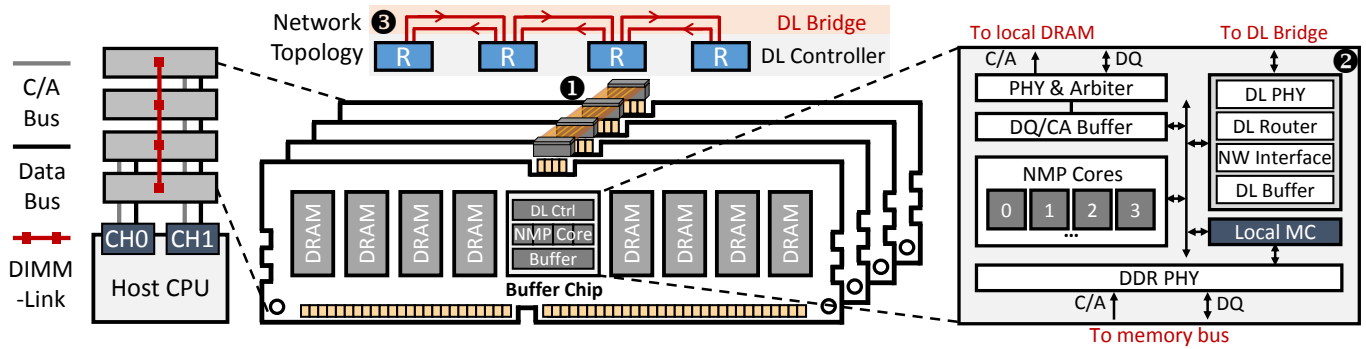 C/A
Bus
Data
Bus
DIMM
-Link
CH0 CH1
Host CPU
Network ❸
Topology
DL Bridge
R R R R
DL Controller
❶
DRAM DRAM DRAM DRAM
DL Ctrl
NMP Core
Buffer
DRAM DRAM DRAM DRAM
Buffer Chip
To local DRAM
To DL Bridge
❷
C/A DQ
PHY & Arbiter
DQ/CA Buffer
NMP Cores
0 1 2 3
...
DL PHY
DL Router
NW Interface
DL Buffer
Local MC
DDR PHY
C/A DQ
To memory bus